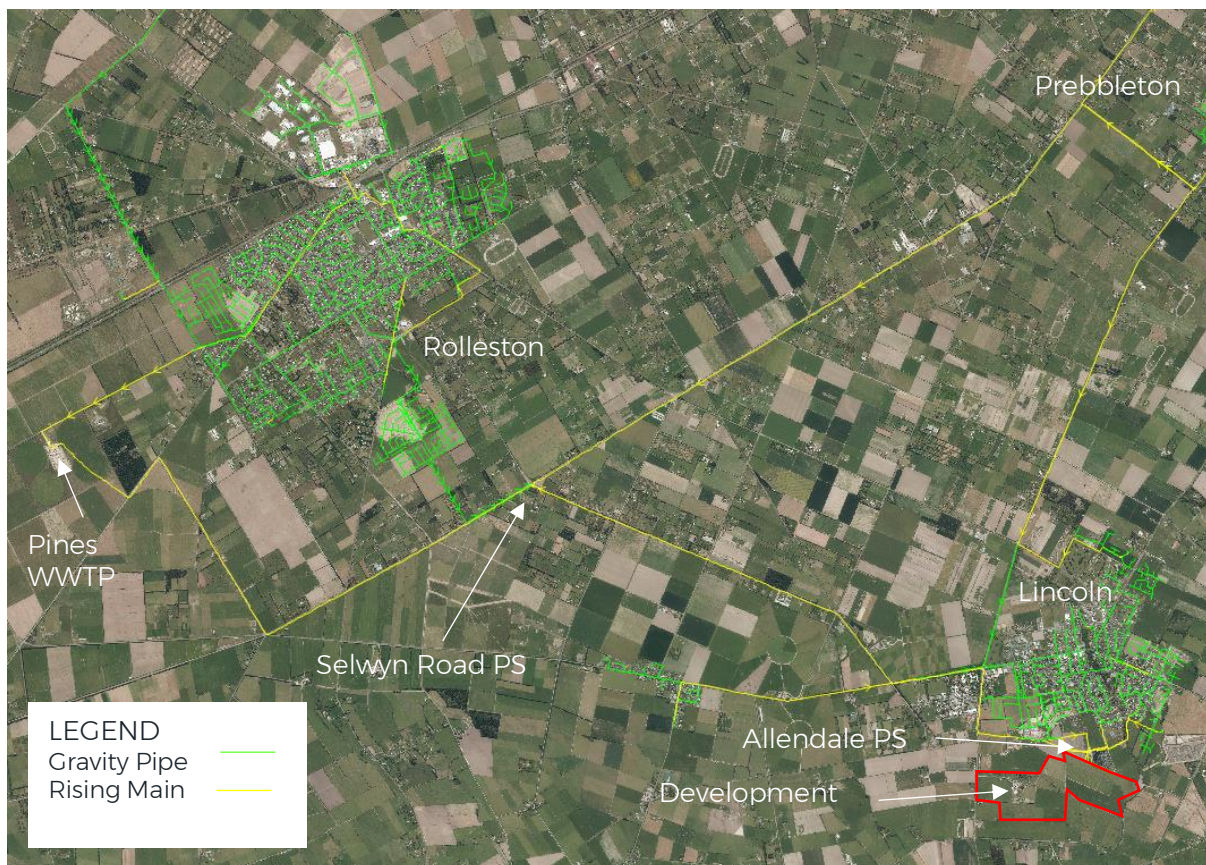 Prebbleton
Rolleston
Pines
WWTP
Lincoln
Selwyn Road PS
Allendale PS
Development
LEGEND
Gravity Pipe
Rising Main